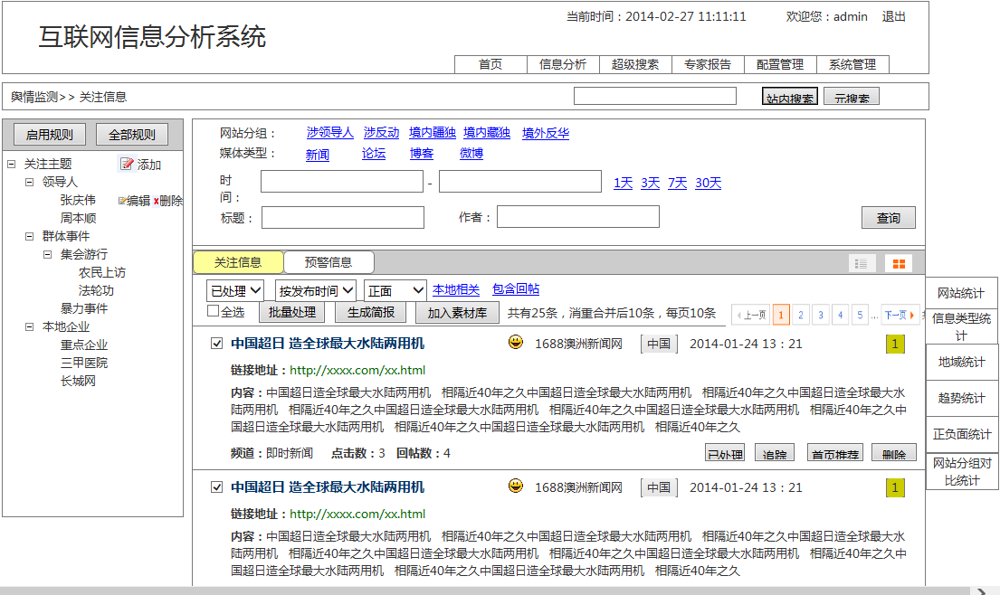 当前时间：2014-02-27 11:11:11 欢迎您：admin 退出
互联网信息分析系统
首页 信息分析 超级搜索 专家报告 配置管理 系统管理
舆情监测>> 关注信息 站内搜索 元搜索
启用规则 全部规则
关注主题 添加
领导人
张庆伟 编辑 x删除
周本顺
群体事件
集会游行
农民上访
法轮功
暴力事件
本地企业
重点企业
三甲医院
长城网
网站分组： 涉领导人 涉反动 境内疆独 境内藏独 境外反华
媒体类型： 新闻 论坛 博客 微博
时
间： - 1天 3天 7天 30天
标题： 作者： 查询
关注信息 预警信息
已处理 按发布时间 正面 本地相关 包含回帖
全选 批量处理 生成简报 加入素材库 共有25条，消重合并后10条，每页10条 上一页 1 2 3 4 5 ... 下一页
中国超日 造全球最大水陆两用机 1688澳洲新闻网 中国 2014-01-24 13：21 1
链接地址：http://xxxx.com/xx.html
内容：中国超日造全球最大水陆两用机 相隔近40年之久中国超日造全球最大水陆两用机 相隔近40年之久中国超日造全球最大水
陆两用机 相隔近40年之久中国超日造全球最大水陆两用机 相隔近40年之久中国超日造全球最大水陆两用机 相隔近40年之久中
国超日造全球最大水陆两用机 相隔近40年之久中国超日造全球最大水陆两用机 相隔近40年之久
频道：即时新闻 点击数：3 回帖数：4 已处理 追踪 首页推荐 删除
中国超日 造全球最大水陆两用机 1688澳洲新闻网 中国 2014-01-24 13：21 1
链接地址：http://xxxx.com/xx.html
内容：中国超日造全球最大水陆两用机 相隔近40年之久中国超日造全球最大水陆两用机 相隔近40年之久中国超日造全球最大水
陆两用机 相隔近40年之久中国超日造全球最大水陆两用机 相隔近40年之久中国超日造全球最大水陆两用机 相隔近40年之久中
国超日造全球最大水陆两用机 相隔近40年之久中国超日造全球最大水陆两用机 相隔近40年之久
网站统计
信息类型统
计
地域统计
趋势统计
正负面统计
网站分组对
比统计